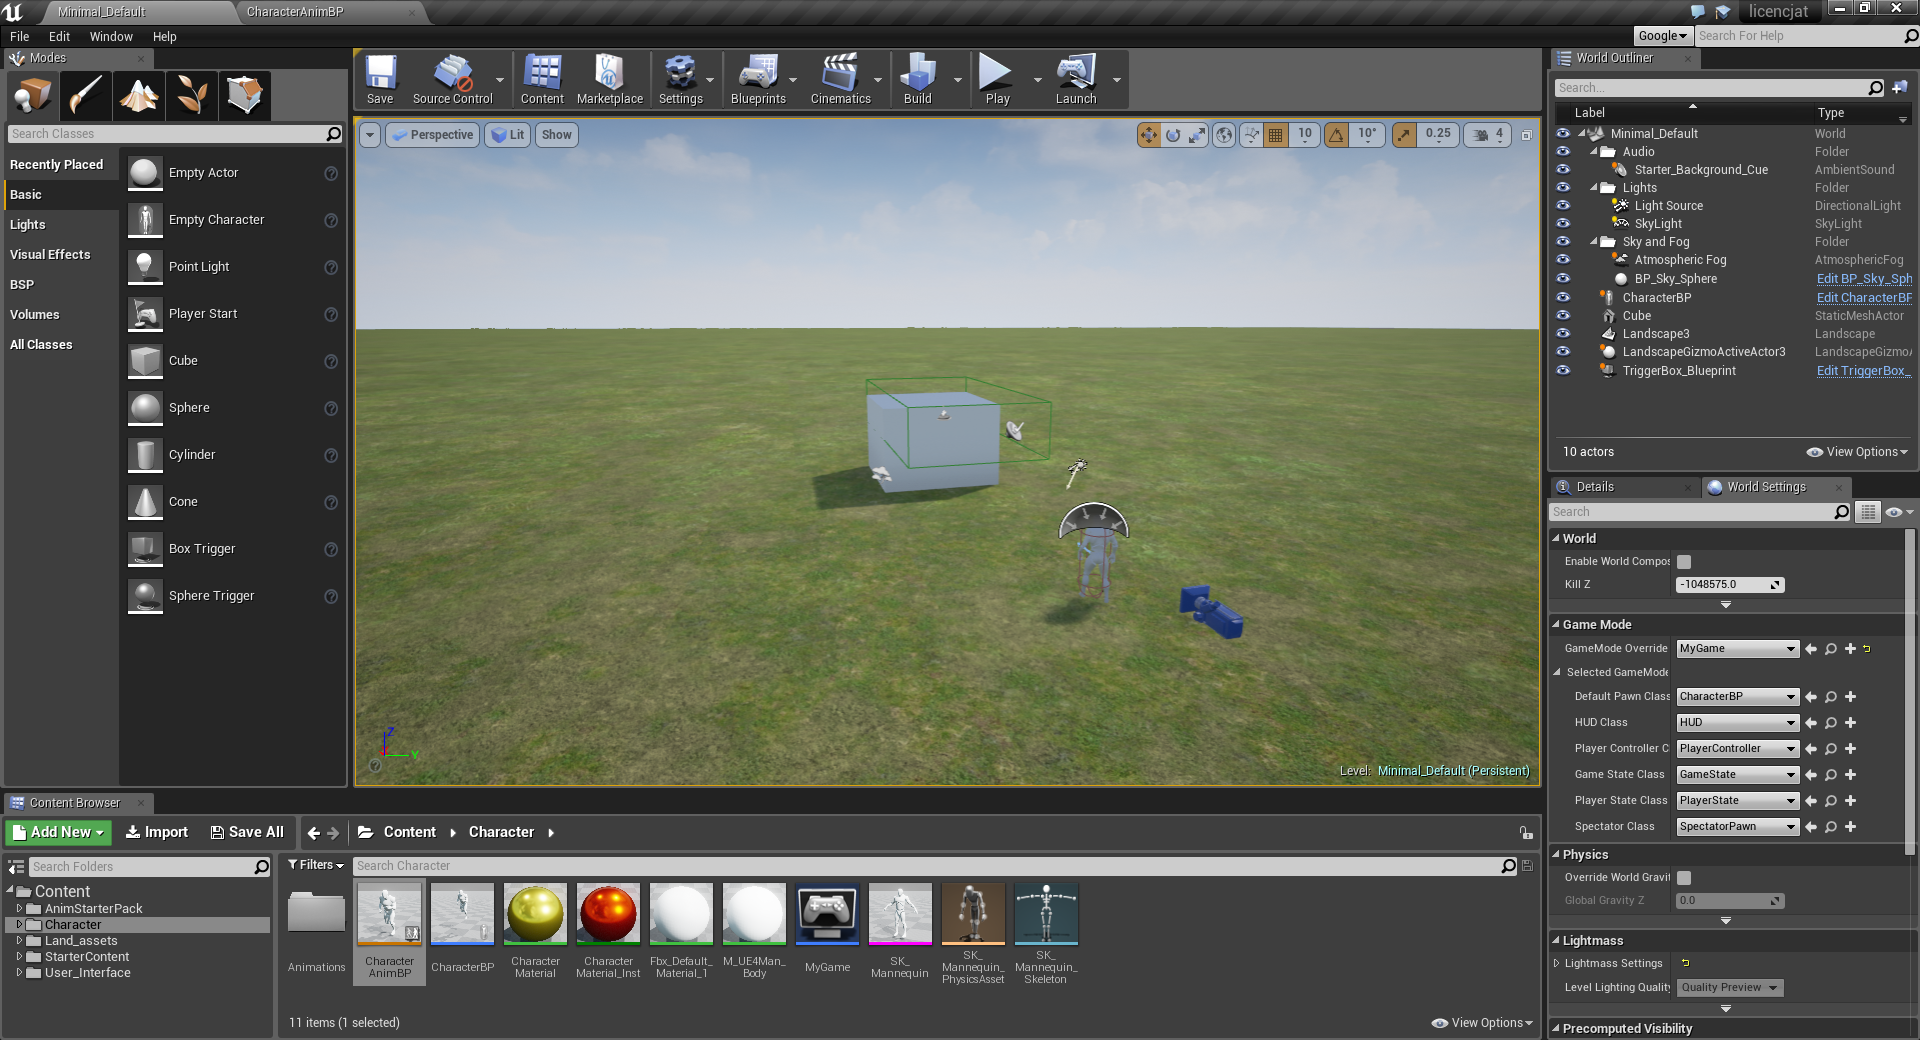 Minimal_Default
CharacterAnimBP
licencjat
File Edit Window Help
Google
Search For Help
Modes
Search Classes
Recently Placed
Basic
Lights
Visual Effects
BSP
Volumes
All Classes
Empty Actor
Empty Character
Point Light
Player Start
Cube
Sphere
Cylinder
Cone
Box Trigger
Sphere Trigger
Save
Source Control
Content
Marketplace
Settings
Blueprints
Cinematics
Build
Play
Launch
Perspective
Lit
Show
10
10°
0.25
4
Z
Y
Level: Minimal_Default (Persistent)
World Outliner
Search...
Label Type
Minimal_Default World
Audio Folder
Starter_Background_Cue AmbientSound
Lights Folder
Light Source DirectionalLight
SkyLight SkyLight
Sky and Fog Folder
Atmospheric Fog AtmosphericFog
BP_Sky_Sphere Edit BP_Sky_Sph
CharacterBP Edit CharacterBP
Cube StaticMeshActor
Landscape3 Landscape
LandscapeGizmoActiveActor3 LandscapeGizmoA
TriggerBox_Blueprint Edit TriggerBox_
10 actors
View Options
Details
World Settings
Search
World
Enable World Compos
Kill Z -1048575.0
Game Mode
GameMode Override MyGame
Selected GameMode
Default Pawn Class CharacterBP
HUD Class HUD
Player Controller C PlayerController
Game State Class GameState
Player State Class PlayerState
Spectator Class SpectatorPawn
Physics
Override World Gravit
Global Gravity Z 0.0
Lightmass
Lightmass Settings
Level Lighting Quality Quality Preview
Precomputed Visibility
Content Browser
Add New
Import
Save All
Content
Character
Search Folders
Content
AnimStarterPack
Character
Land_assets
StarterContent
User_Interface
Filters
Search Character
Animations
Character
AnimBP
CharacterBP
Character
Material
Character
Material_Inst
Fbx_Default_
Material_1
M_UE4Man_
Body
MyGame
SK_
Mannequin
SK_
Mannequin_
PhysicsAsset
SK_
Mannequin_
Skeleton
11 items (1 selected)
View Options